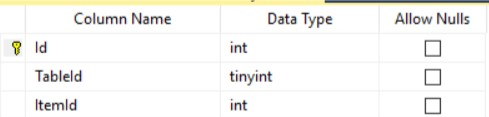 Column Name Data Type Allow Nulls
Id int
TableId tinyint
ItemId int